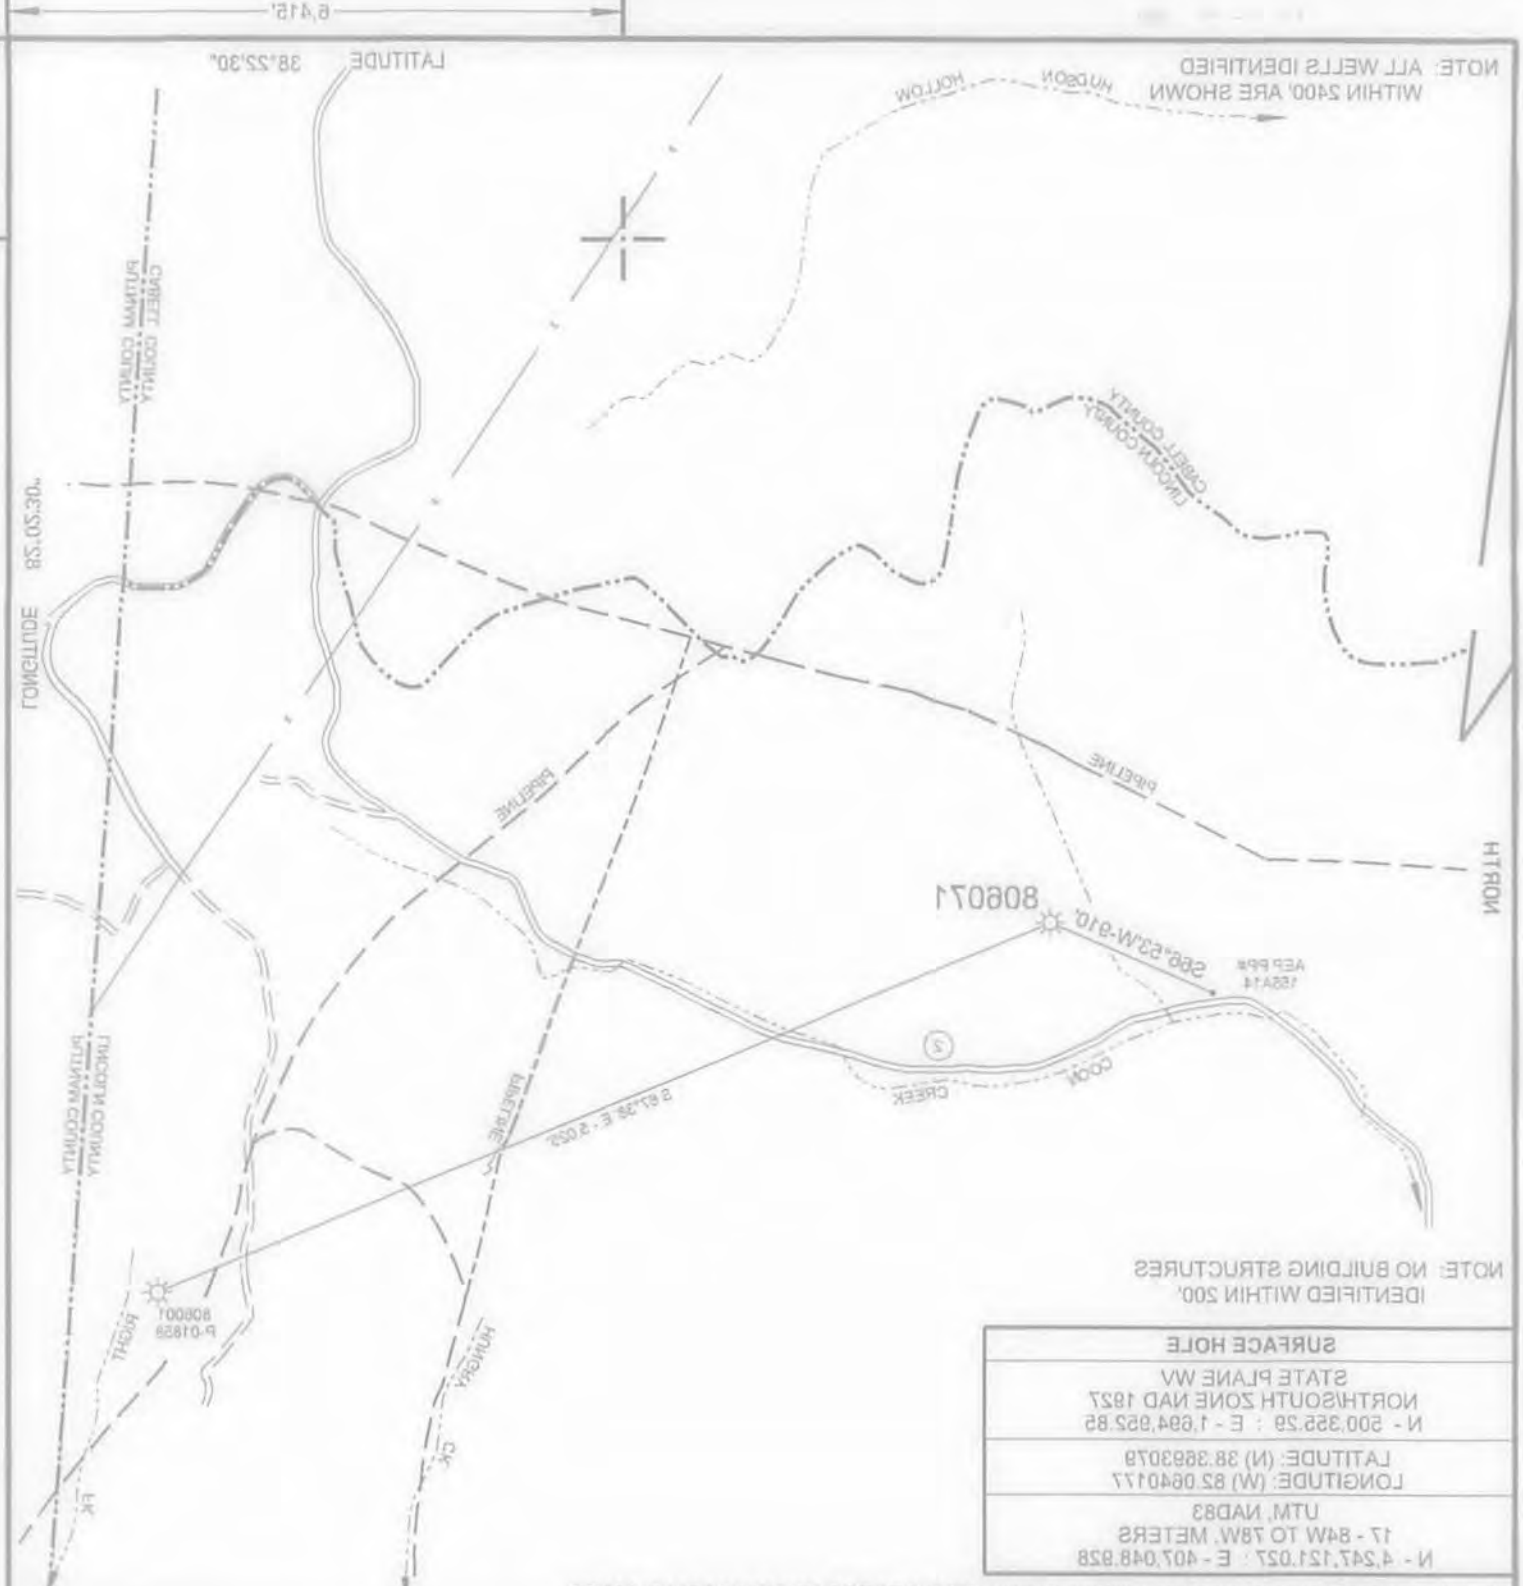 6,415'
LATITUDE 38°22'30"
NOTE: ALL WELLS IDENTIFIED
WITHIN 2400' ARE SHOWN
HUDSON HOLLOW
CABELL COUNTY
PUTNAM COUNTY
CABELL COUNTY
LINCOLN COUNTY
LONGITUDE 82°02'30"
PIPELINE
PIPELINE
NORTH
806071
S66°53'W-910'
AEP PP#
155A14
2
COON CREEK
LINCOLN COUNTY
PUTNAM COUNTY
PIPELINE
S 67°38' E - 5,025'
806001
P-01858
RIGHT FK
HUNGRY CK
NOTE: NO BUILDING STRUCTURES
IDENTIFIED WITHIN 200'
SURFACE HOLE
STATE PLANE WV
NORTH/SOUTH ZONE NAD 1927
N - 500,355.29 : E - 1,694,952.85
LATITUDE: (N) 38.3693079
LONGITUDE: (W) 82.0640177
UTM, NAD83
17 - 84W TO 78W, METERS
N - 4,247,121.027 : E - 407,048.928